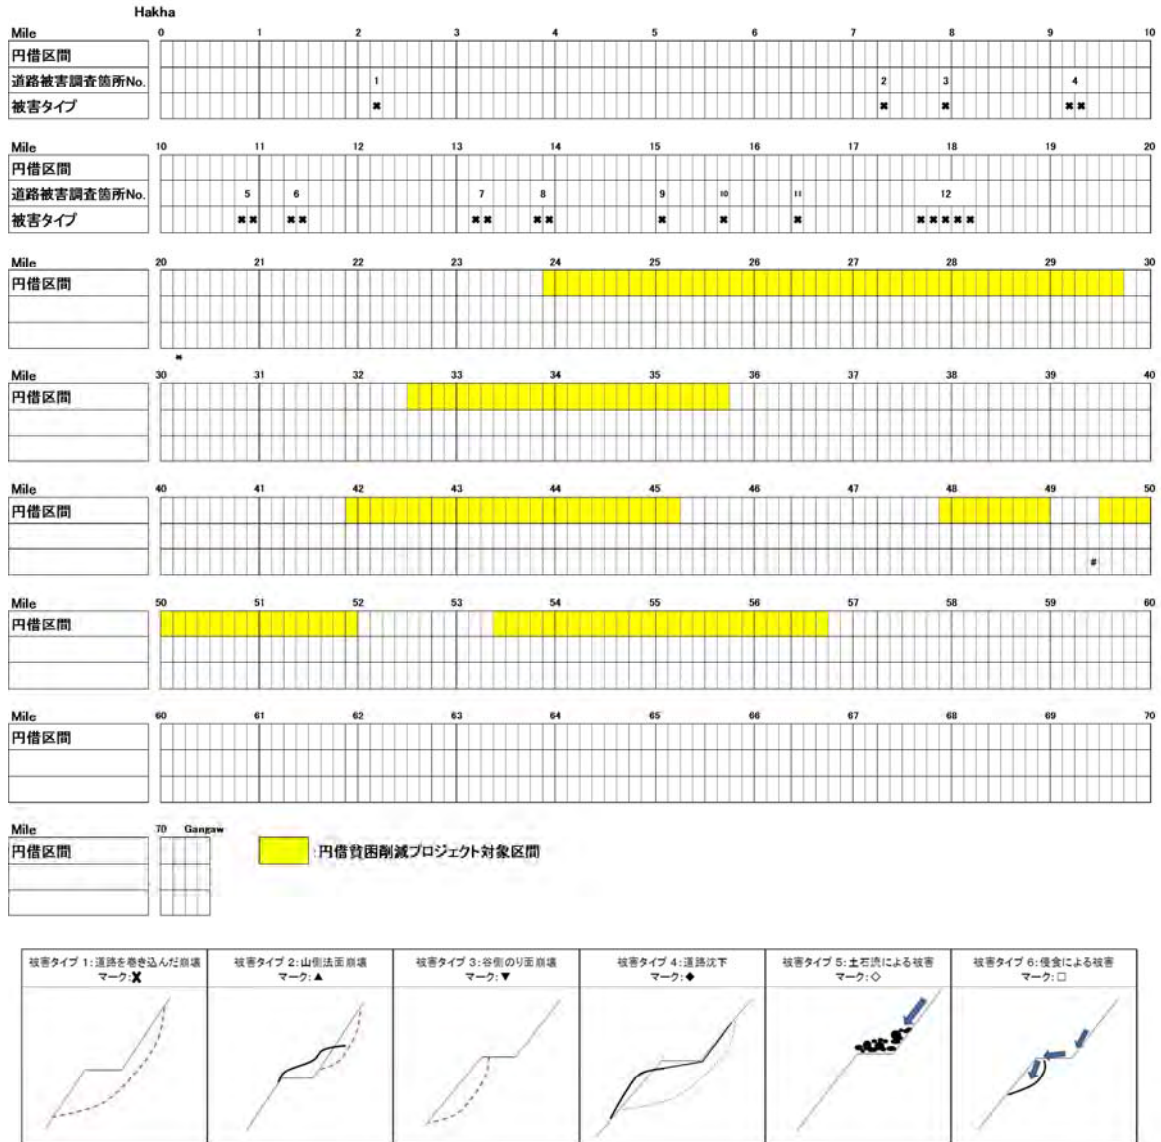 Hakha
Mile 0 1 2 3 4 5 6 7 8 9 10
円借区間
道路被害調査箇所No. 1 2 3 4
被害タイプ ✖ ✖ ✖ ✖ ✖
Mile 10 11 12 13 14 15 16 17 18 19 20
円借区間
道路被害調査箇所No. 5 6 7 8 9 10 11 12
被害タイプ ✖ ✖ ✖ ✖ ✖ ✖ ✖ ✖ ✖ ✖ ✖ ✖ ✖ ✖ ✖ ✖
Mile 20 21 22 23 24 25 26 27 28 29 30
円借区間
✖
Mile 30 31 32 33 34 35 36 37 38 39 40
円借区間
Mile 40 41 42 43 44 45 46 47 48 49 50
円借区間
#
Mile 50 51 52 53 54 55 56 57 58 59 60
円借区間
Mile 60 61 62 63 64 65 66 67 68 69 70
円借区間
Mile 70 Gangaw
円借区間
円借貧困削減プロジェクト対象区間
被害タイプ 1:道路を巻き込んだ崩壊
マーク:✖
被害タイプ 2:山側法面崩壊
マーク:▲
被害タイプ 3:谷側のり面崩壊
マーク:▼
被害タイプ 4:道路沈下
マーク:◆
被害タイプ 5:土石流による被害
マーク:◇
被害タイプ 6:侵食による被害
マーク:□